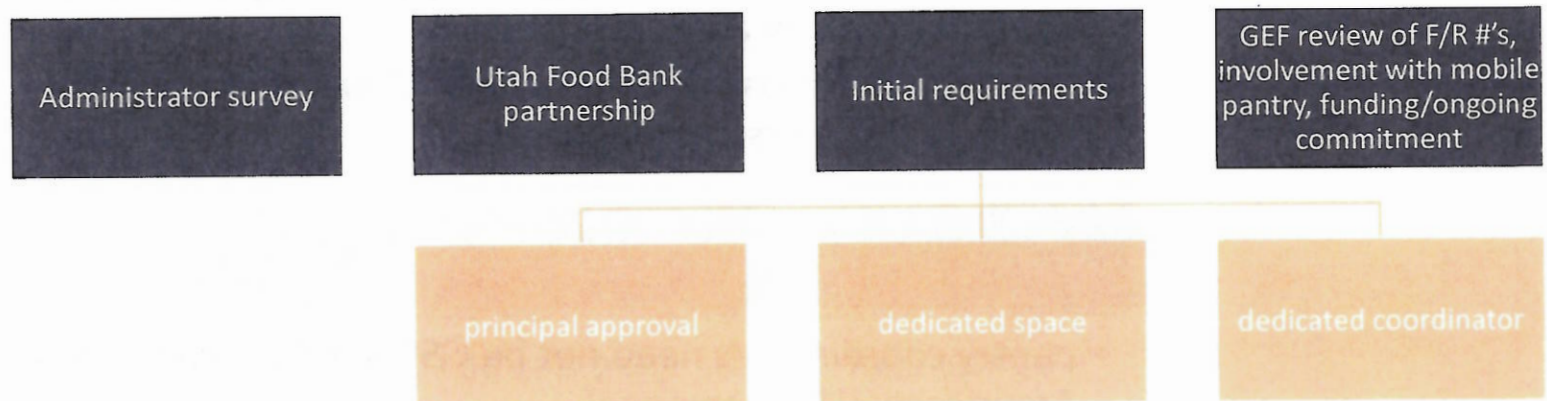 Administrator survey
Utah Food Bank
partnership
Initial requirements
GEF review of F/R #'s,
involvement with mobile
pantry, funding/ongoing
commitment
principal approval
dedicated space
dedicated coordinator